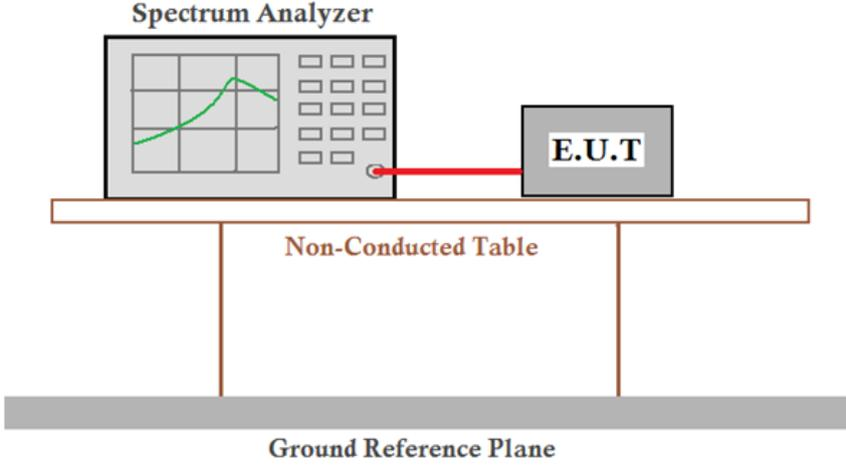 Spectrum Analyzer
E.U.T
Non-Conducted Table
Ground Reference Plane